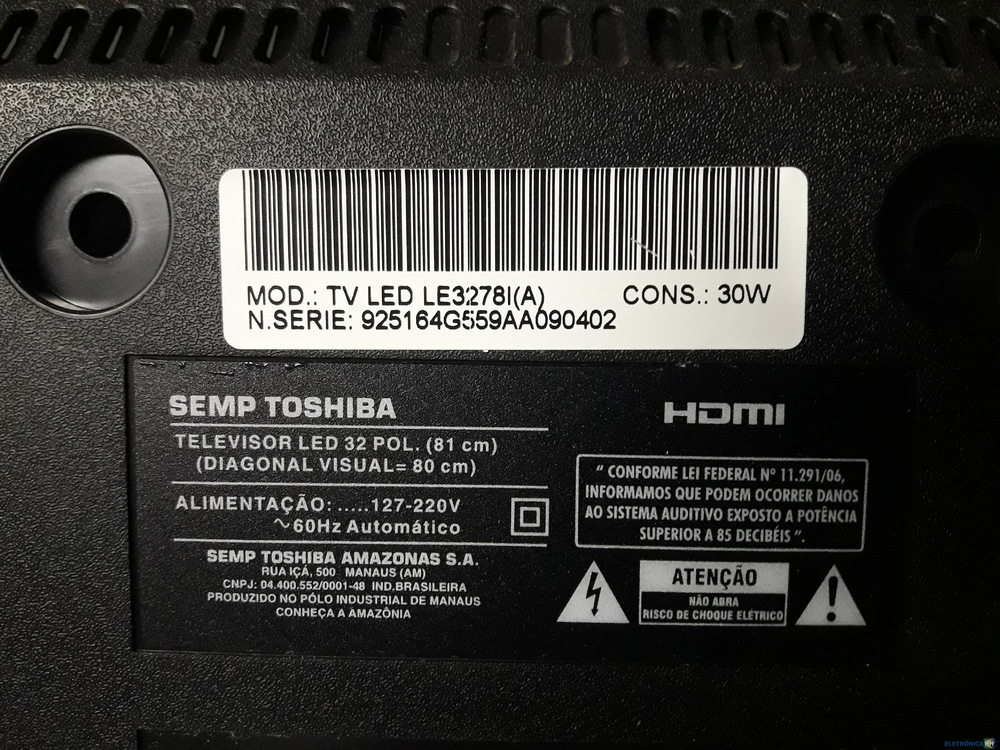 MOD.: TV LED LE3278I(A) CONS.: 30W
N.SERIE: 925164G559AA090402
SEMP TOSHIBA
TELEVISOR LED 32 POL. (81 cm)
(DIAGONAL VISUAL= 80 cm)
ALIMENTAÇÃO: .....127-220V
~60Hz Automático
SEMP TOSHIBA AMAZONAS S.A.
RUA IÇÁ, 500 MANAUS (AM)
CNPJ: 04.400.552/0001-48 IND.BRASILEIRA
PRODUZIDO NO PÓLO INDUSTRIAL DE MANAUS
CONHEÇA A AMAZÔNIA
HDMI
“ CONFORME LEI FEDERAL Nº 11.291/06,
INFORMAMOS QUE PODEM OCORRER DANOS
AO SISTEMA AUDITIVO EXPOSTO A POTÊNCIA
SUPERIOR A 85 DECIBÉIS ”.
ATENÇÃO
NÃO ABRA
RISCO DE CHOQUE ELÉTRICO
ELETRÔNICA